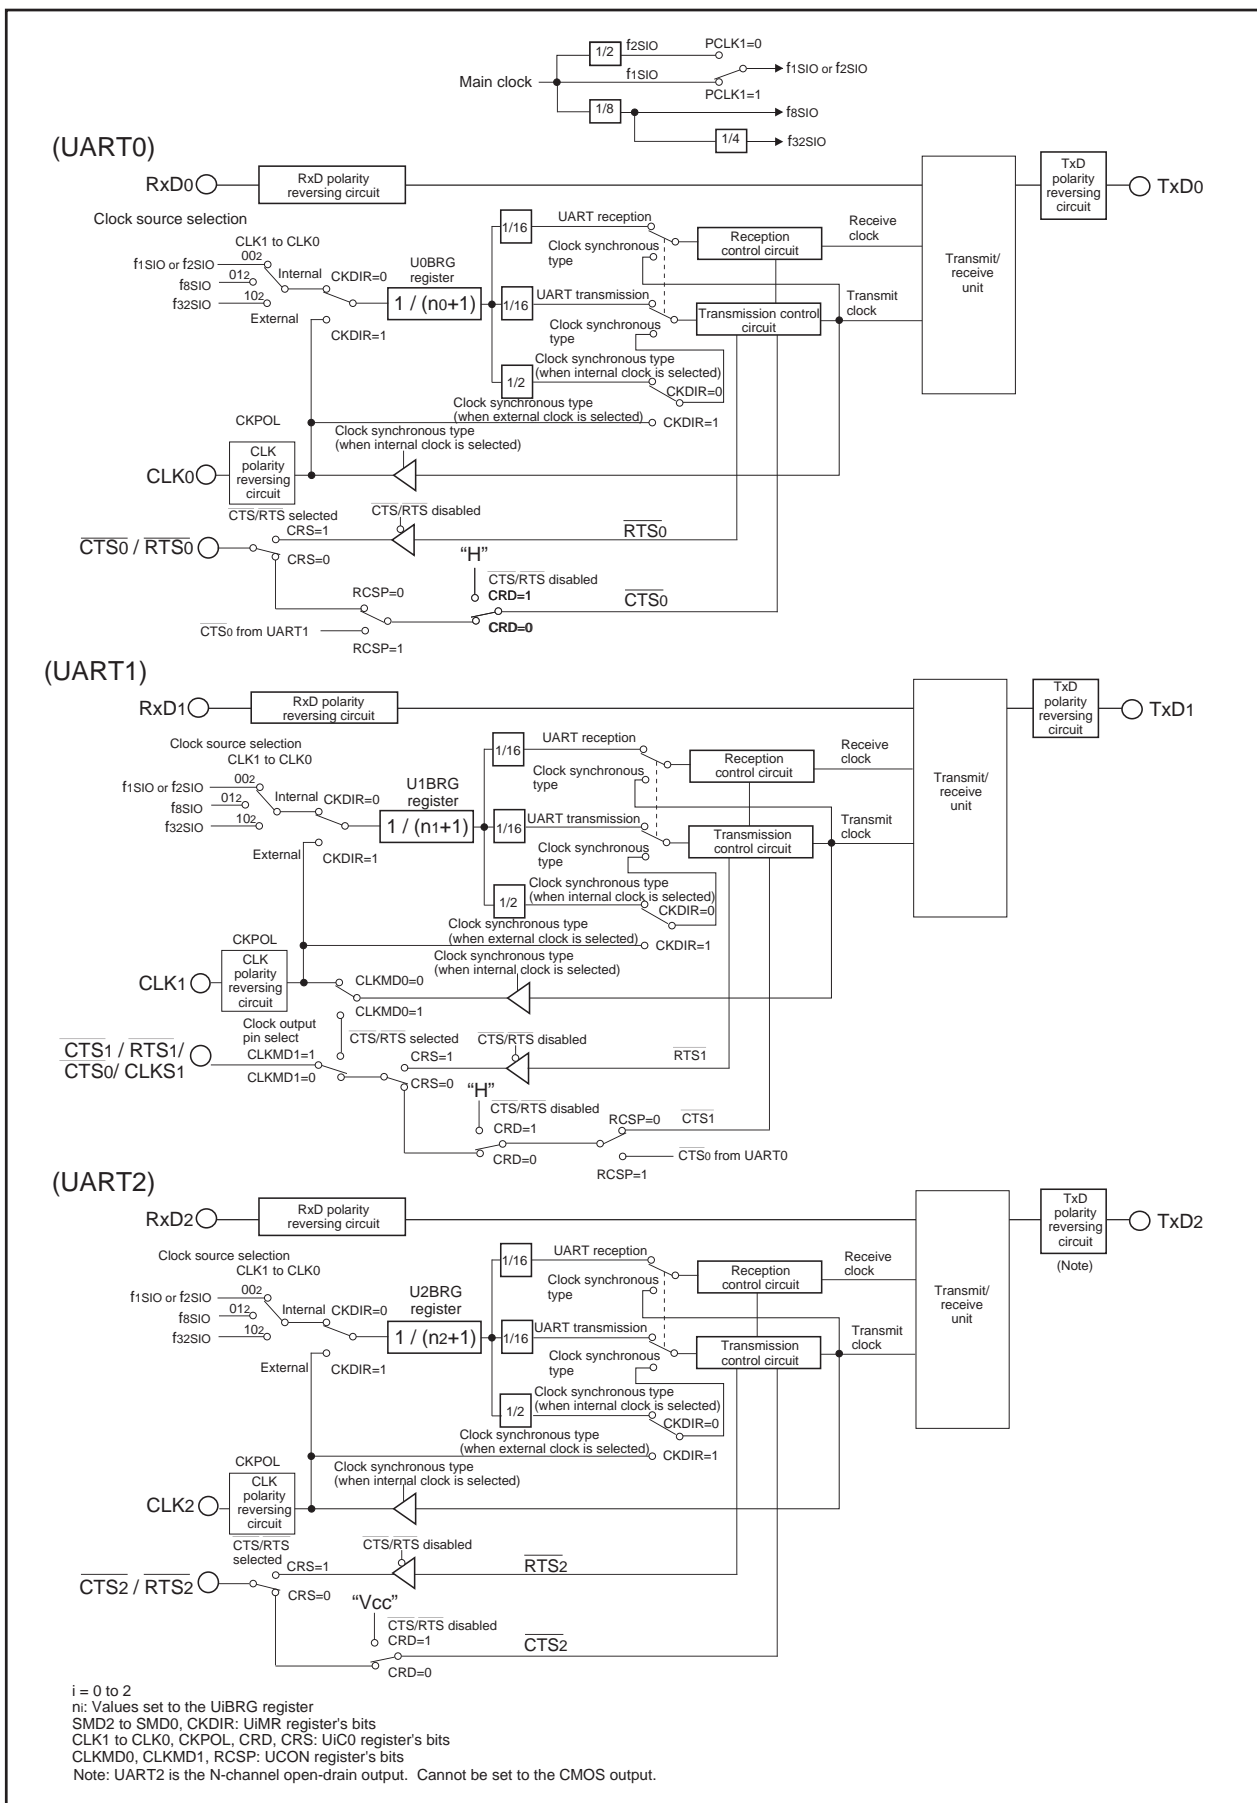 1/2
f2SIO
PCLK1=0
Main clock
f1SIO
f1SIO or f2SIO
PCLK1=1
1/8
f8SIO
1/4
f32SIO
(UART0)
RxD0
RxD polarity
reversing circuit
TxD
polarity
reversing
circuit
TxD0
Clock source selection
CLK1 to CLK0
f1SIO or f2SIO
002
f8SIO
012
f32SIO
102
Internal
CKDIR=0
External
CKDIR=1
U0BRG
register
1 / (n0+1)
1/16
UART reception
Clock synchronous
type
Reception
control circuit
Receive
clock
Transmit/
receive
unit
1/16
UART transmission
Clock synchronous
type
Transmission control
circuit
Transmit
clock
1/2
Clock synchronous type
(when internal clock is selected)
CKDIR=0
Clock synchronous type
(when external clock is selected)
CKDIR=1
CKPOL
CLK0
CLK
polarity
reversing
circuit
Clock synchronous type
(when internal clock is selected)
CTS/RTS selected
CTS/RTS disabled
CTS0 / RTS0
CRS=1
CRS=0
RTS0
“H”
CTS/RTS disabled
RCSP=0
CRD=1
CTS0
CRD=0
CTS0 from UART1
RCSP=1
(UART1)
RxD1
RxD polarity
reversing circuit
TxD
polarity
reversing
circuit
TxD1
Clock source selection
CLK1 to CLK0
f1SIO or f2SIO
002
f8SIO
012
f32SIO
102
Internal
CKDIR=0
External
CKDIR=1
U1BRG
register
1 / (n1+1)
1/16
UART reception
Clock synchronous
type
Reception
control circuit
Receive
clock
Transmit/
receive
unit
1/16
UART transmission
Clock synchronous
type
Transmission
control circuit
Transmit
clock
1/2
Clock synchronous type
(when internal clock is selected)
CKDIR=0
Clock synchronous type
(when external clock is selected)
CKDIR=1
CKPOL
CLK1
CLK
polarity
reversing
circuit
Clock synchronous type
(when internal clock is selected)
CLKMD0=0
CLKMD0=1
Clock output
pin select
CTS/RTS selected
CTS/RTS disabled
CTS1 / RTS1/
CTS0/ CLKS1
CLKMD1=1
CLKMD1=0
CRS=1
CRS=0
RTS1
“H”
CTS/RTS disabled
CRD=1
CRD=0
RCSP=0
CTS1
CTS0 from UART0
RCSP=1
(UART2)
RxD2
RxD polarity
reversing circuit
TxD
polarity
reversing
circuit
TxD2
(Note)
Clock source selection
CLK1 to CLK0
f1SIO or f2SIO
002
f8SIO
012
f32SIO
102
Internal
CKDIR=0
External
CKDIR=1
U2BRG
register
1 / (n2+1)
1/16
UART reception
Clock synchronous
type
Reception
control circuit
Receive
clock
Transmit/
receive
unit
1/16
UART transmission
Clock synchronous
type
Transmission
control circuit
Transmit
clock
1/2
Clock synchronous type
(when internal clock is selected)
CKDIR=0
Clock synchronous type
(when external clock is selected)
CKDIR=1
CKPOL
CLK2
CLK
polarity
reversing
circuit
Clock synchronous type
(when internal clock is selected)
CTS/RTS
selected
CTS/RTS disabled
CTS2 / RTS2
CRS=1
CRS=0
RTS2
“Vcc”
CTS/RTS disabled
CRD=1
CTS2
CRD=0
i = 0 to 2
ni: Values set to the UiBRG register
SMD2 to SMD0, CKDIR: UiMR register's bits
CLK1 to CLK0, CKPOL, CRD, CRS: UiC0 register's bits
CLKMD0, CLKMD1, RCSP: UCON register's bits
Note: UART2 is the N-channel open-drain output. Cannot be set to the CMOS output.